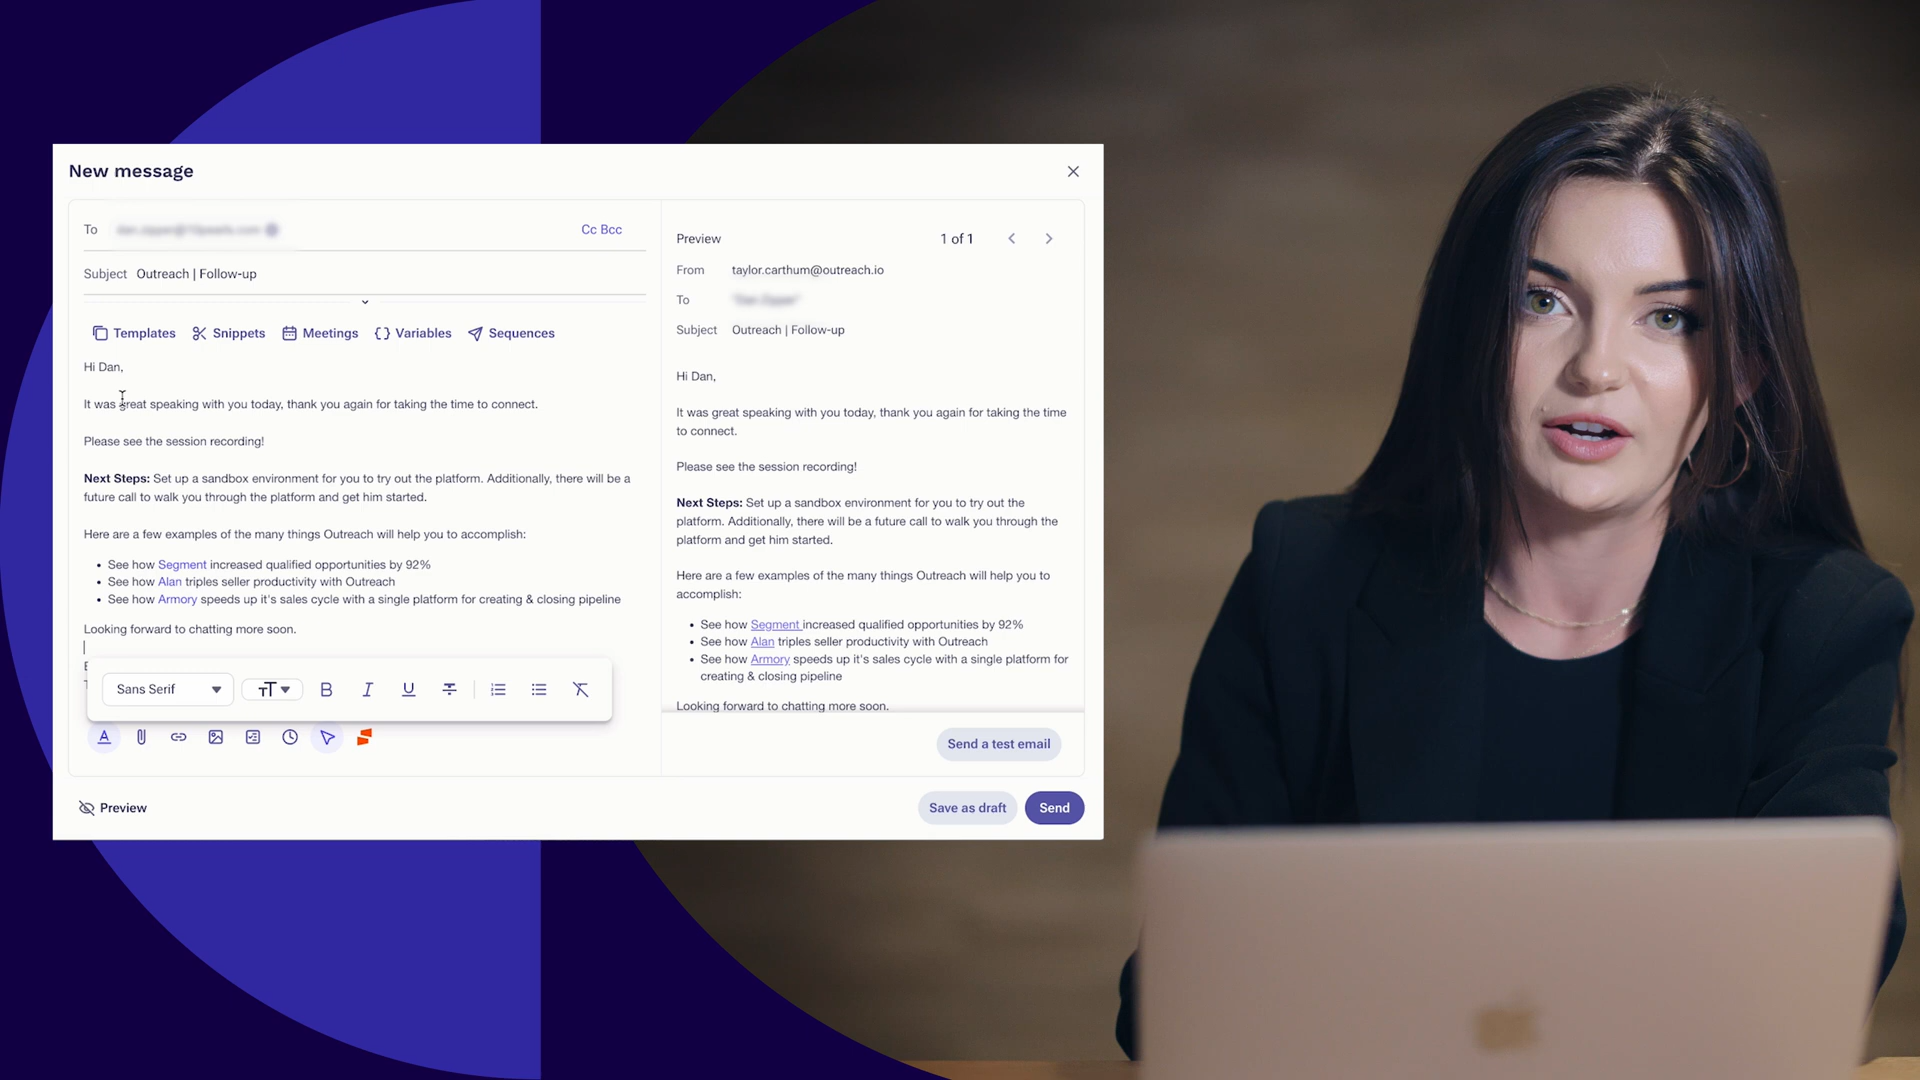 New message
To
Cc Bcc
Subject Outreach | Follow-up
Templates Snippets Meetings Variables Sequences
Hi Dan,
It was great speaking with you today, thank you again for taking the time to connect.
Please see the session recording!
Next Steps: Set up a sandbox environment for you to try out the platform. Additionally, there will be a
future call to walk you through the platform and get him started.
Here are a few examples of the many things Outreach will help you to accomplish:
• See how Segment increased qualified opportunities by 92%
• See how Alan triples seller productivity with Outreach
• See how Armory speeds up it's sales cycle with a single platform for creating & closing pipeline
Looking forward to chatting more soon.
Sans Serif
Preview 1 of 1
From taylor.carthum@outreach.io
To
Subject Outreach | Follow-up
Hi Dan,
It was great speaking with you today, thank you again for taking the time
to connect.
Please see the session recording!
Next Steps: Set up a sandbox environment for you to try out the
platform. Additionally, there will be a future call to walk you through the
platform and get him started.
Here are a few examples of the many things Outreach will help you to
accomplish:
• See how Segment increased qualified opportunities by 92%
• See how Alan triples seller productivity with Outreach
• See how Armory speeds up it's sales cycle with a single platform for
creating & closing pipeline
Looking forward to chatting more soon.
Send a test email
Preview
Save as draft
Send